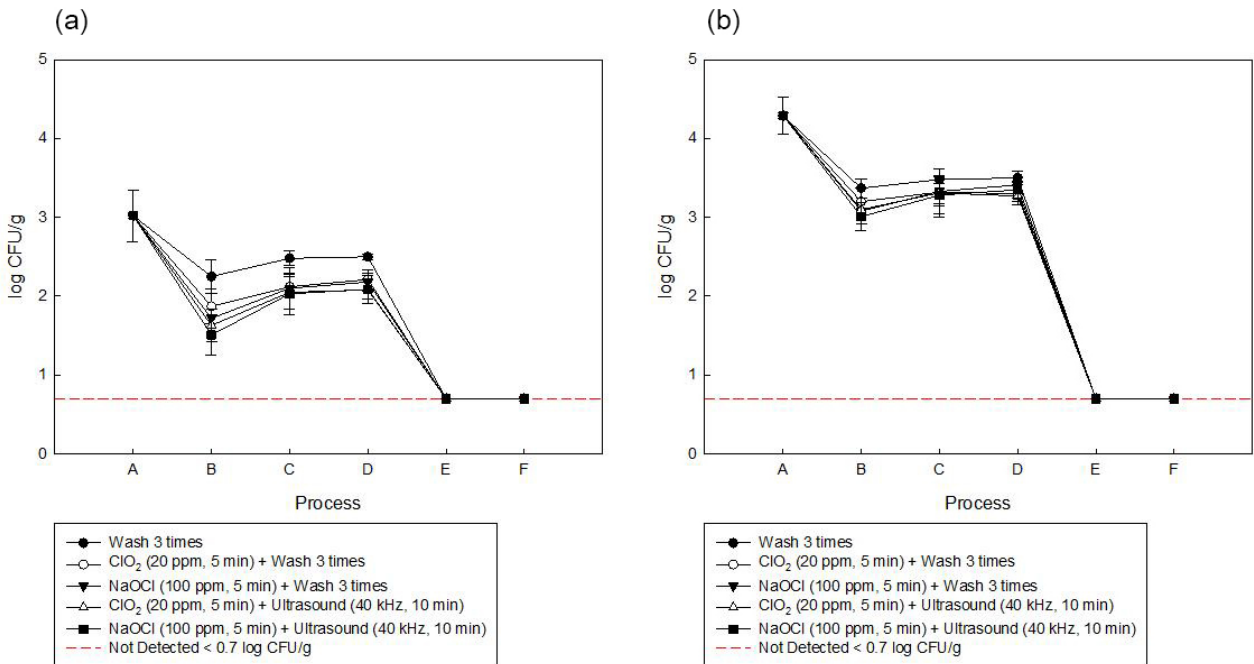 (a)
5
4
3
2
1
0
log CFU/g
A B C D E F
Process
Wash 3 times
ClO2 (20 ppm, 5 min) + Wash 3 times
NaOCl (100 ppm, 5 min) + Wash 3 times
ClO2 (20 ppm, 5 min) + Ultrasound (40 kHz, 10 min)
NaOCl (100 ppm, 5 min) + Ultrasound (40 kHz, 10 min)
Not Detected < 0.7 log CFU/g
(b)
5
4
3
2
1
0
log CFU/g
A B C D E F
Process
Wash 3 times
ClO2 (20 ppm, 5 min) + Wash 3 times
NaOCl (100 ppm, 5 min) + Wash 3 times
ClO2 (20 ppm, 5 min) + Ultrasound (40 kHz, 10 min)
NaOCl (100 ppm, 5 min) + Ultrasound (40 kHz, 10 min)
Not Detected < 0.7 log CFU/g